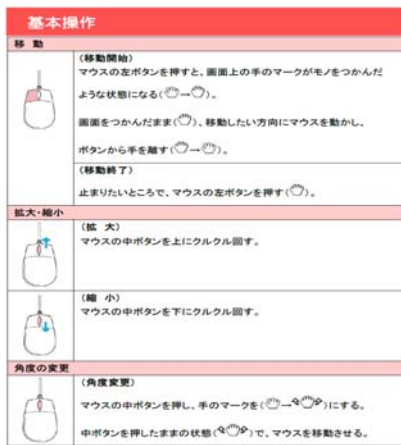 基本操作
移 動
(移動開始)
マウスの左ボタンを押すと、画面上の手のマークがモノをつかんだ
ような状態になる(→)。
画面をつかんだまま()、移動したい方向にマウスを動かし、
ボタンから手を離す(→)。
(移動終了)
止まりたいところで、マウスの左ボタンを押す()。
拡大・縮小
(拡 大)
マウスの中ボタンを上にクルクル回す。
(縮 小)
マウスの中ボタンを下にクルクル回す。
角度の変更
(角度変更)
マウスの中ボタンを押し、手のマークを(→)にする。
中ボタンを押したままの状態()で、マウスを移動させる。